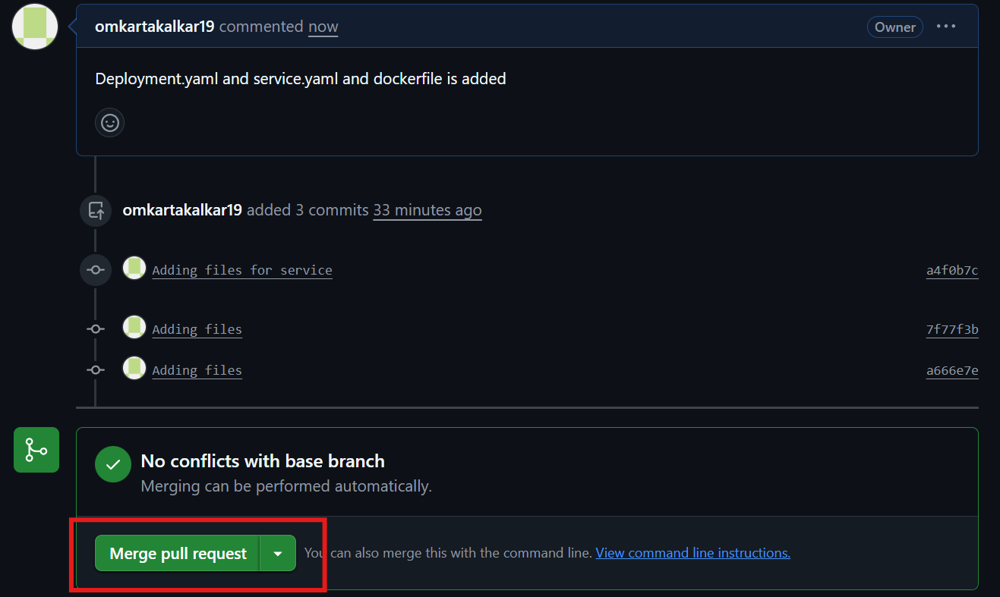 omkartakalkar19 commented now
Owner
Deployment.yaml and service.yaml and dockerfile is added
omkartakalkar19 added 3 commits 33 minutes ago
Adding files for service
a4f0b7c
Adding files
7f77f3b
Adding files
a666e7e
No conflicts with base branch
Merging can be performed automatically.
Merge pull request
You can also merge this with the command line. View command line instructions.